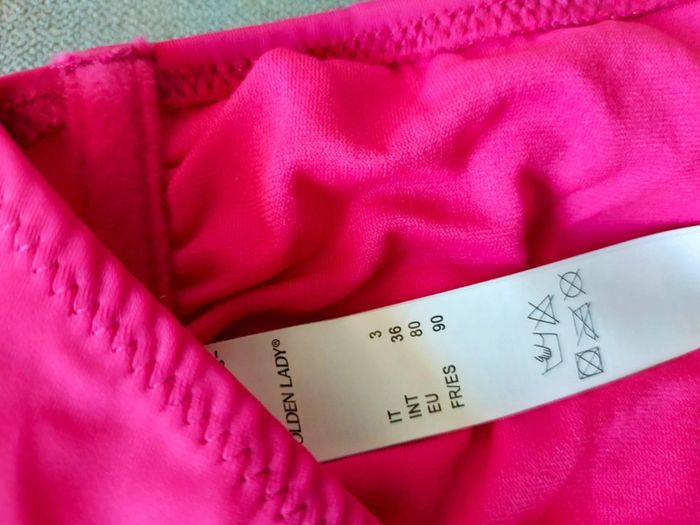 OLDEN LADY®
IT 3
INT 36
EU 80
FR/ES 90